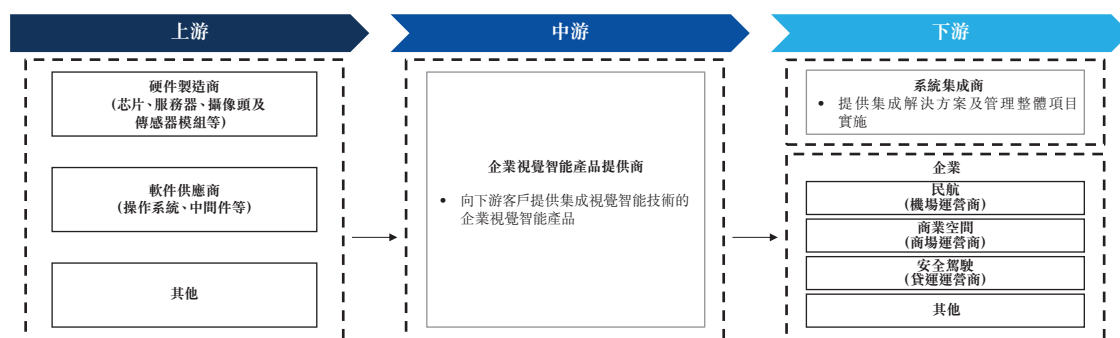 上游
硬件製造商
(芯片、服務器、攝像頭及
傳感器模組等)
軟件供應商
(操作系統、中間件等)
其他
中游
企業視覺智能產品提供商
• 向下游客戶提供集成視覺智能技術的
企業視覺智能產品
下游
系統集成商
• 提供集成解決方案及管理整體項目
實施
企業
民航
(機場運營商)
商業空間
(商場運營商)
安全駕駛
(貨運運營商)
其他